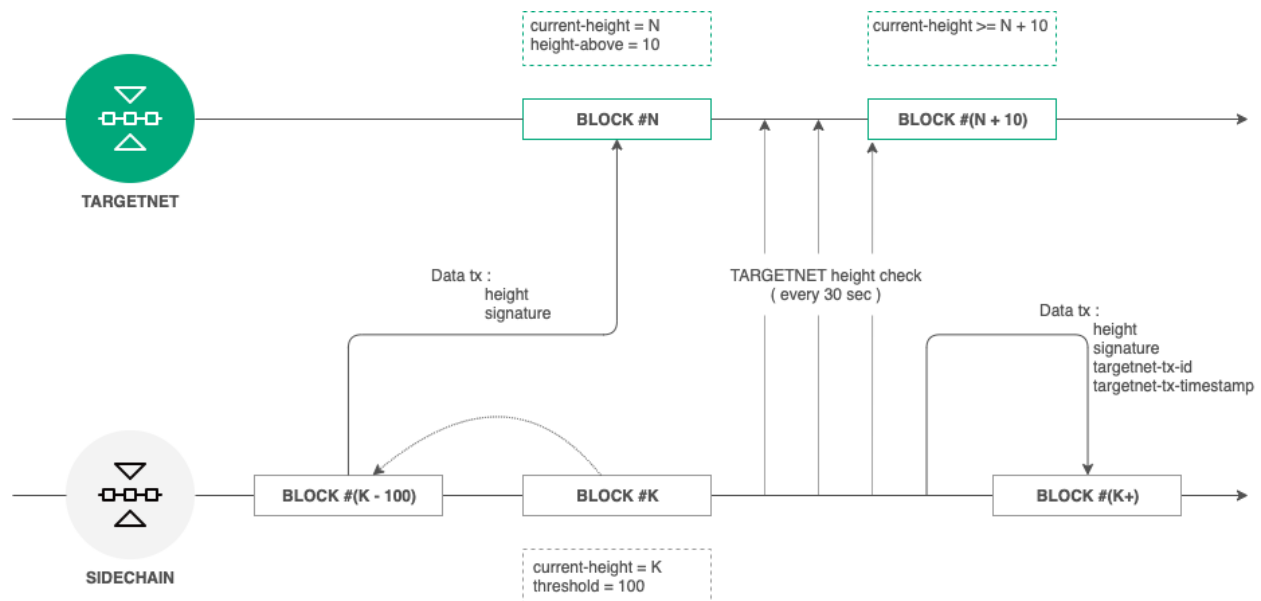 current-height = N
height-above = 10
current-height >= N + 10
BLOCK #N
BLOCK #(N + 10)
TARGETNET
Data tx :
height
signature
TARGETNET height check
( every 30 sec )
Data tx :
height
signature
targetnet-tx-id
targetnet-tx-timestamp
BLOCK #(K - 100)
BLOCK #K
BLOCK #(K+)
SIDECHAIN
current-height = K
threshold = 100